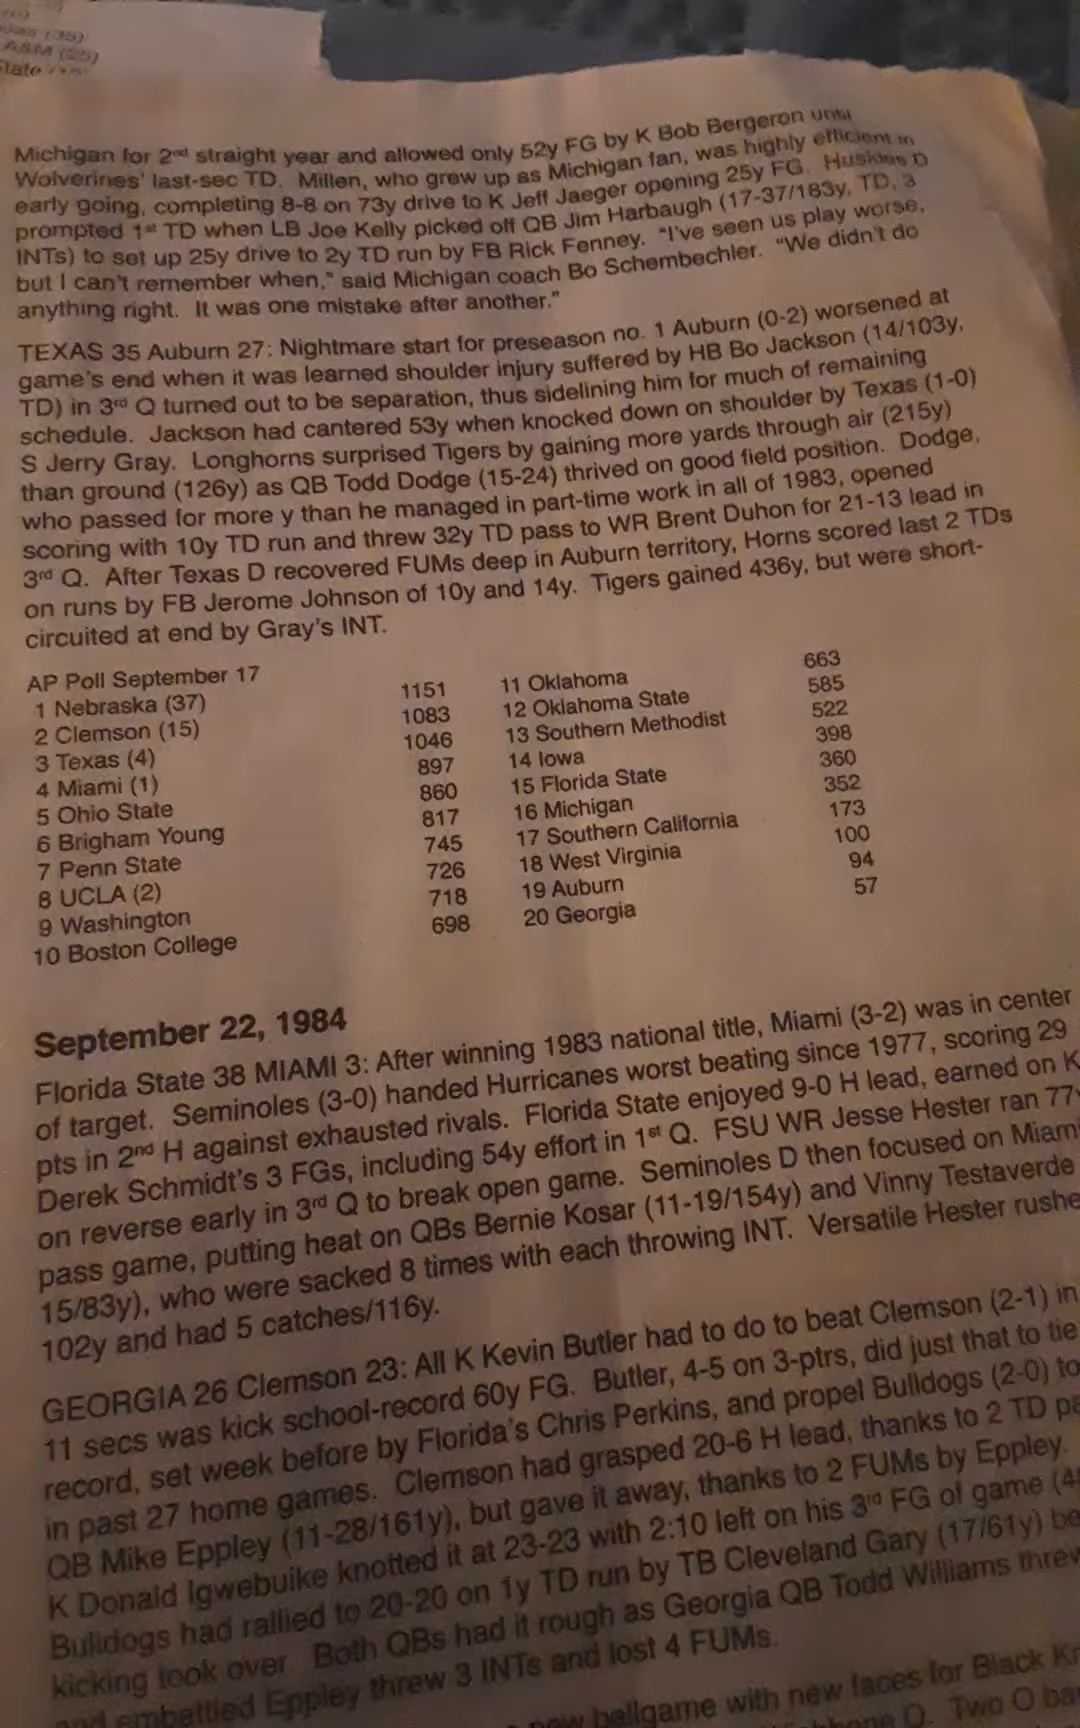 (35)
A&M (25)
State
Michigan for 2nd straight year and allowed only 52y FG by K Bob Bergeron until
Wolverines' last-sec TD. Millen, who grew up as Michigan fan, was highly efficient in
early going, completing 8-8 on 73y drive to K Jeff Jaeger opening 25y FG. Huskies D
prompted 1st TD when LB Joe Kelly picked off QB Jim Harbaugh (17-37/183y, TD, 3
INTs) to set up 25y drive to 2y TD run by FB Rick Fenney. "I've seen us play worse,
but I can't remember when," said Michigan coach Bo Schembechler. "We didn't do
anything right. It was one mistake after another."
TEXAS 35 Auburn 27: Nightmare start for preseason no. 1 Auburn (0-2) worsened at
game's end when it was learned shoulder injury suffered by HB Bo Jackson (14/103y,
TD) in 3rd Q turned out to be separation, thus sidelining him for much of remaining
schedule. Jackson had cantered 53y when knocked down on shoulder by Texas (1-0)
S Jerry Gray. Longhorns surprised Tigers by gaining more yards through air (215y)
than ground (126y) as QB Todd Dodge (15-24) thrived on good field position. Dodge,
who passed for more y than he managed in part-time work in all of 1983, opened
scoring with 10y TD run and threw 32y TD pass to WR Brent Duhon for 21-13 lead in
3rd Q. After Texas D recovered FUMs deep in Auburn territory, Horns scored last 2 TDs
on runs by FB Jerome Johnson of 10y and 14y. Tigers gained 436y, but were short-
circuited at end by Gray's INT.
AP Poll September 17
1 Nebraska (37) 1151 11 Oklahoma 663
2 Clemson (15) 1083 12 Oklahoma State 585
3 Texas (4) 1046 13 Southern Methodist 522
4 Miami (1) 897 14 Iowa 398
5 Ohio State 860 15 Florida State 360
6 Brigham Young 817 16 Michigan 352
7 Penn State 745 17 Southern California 173
8 UCLA (2) 726 18 West Virginia 100
9 Washington 718 19 Auburn 94
10 Boston College 698 20 Georgia 57
September 22, 1984
Florida State 38 MIAMI 3: After winning 1983 national title, Miami (3-2) was in center
of target. Seminoles (3-0) handed Hurricanes worst beating since 1977, scoring 29
pts in 2nd H against exhausted rivals. Florida State enjoyed 9-0 H lead, earned on K
Derek Schmidt's 3 FGs, including 54y effort in 1st Q. FSU WR Jesse Hester ran 77y
on reverse early in 3rd Q to break open game. Seminoles D then focused on Miami
pass game, putting heat on QBs Bernie Kosar (11-19/154y) and Vinny Testaverde
15/83y), who were sacked 8 times with each throwing INT. Versatile Hester rushe
102y and had 5 catches/116y.
GEORGIA 26 Clemson 23: All K Kevin Butler had to do to beat Clemson (2-1) in
11 secs was kick school-record 60y FG. Butler, 4-5 on 3-ptrs, did just that to tie
record, set week before by Florida's Chris Perkins, and propel Bulldogs (2-0) to
in past 27 home games. Clemson had grasped 20-6 H lead, thanks to 2 TD pa
QB Mike Eppley (11-28/161y), but gave it away, thanks to 2 FUMs by Eppley.
K Donald Igwebuike knotted it at 23-23 with 2:10 left on his 3rd FG of game (4
Bulldogs had rallied to 20-20 on 1y TD run by TB Cleveland Gary (17/61y) be
kicking took over. Both QBs had it rough as Georgia QB Todd Williams threw
and embattled Eppley threw 3 INTs and lost 4 FUMs.
new ballgame with new faces for Black Kn
Q. Two O ba